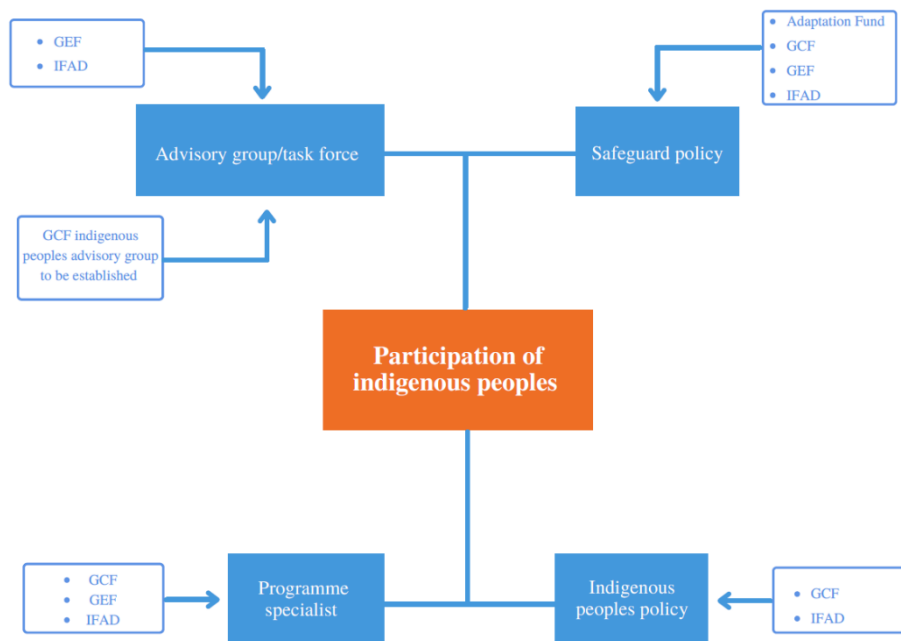 • GEF
• IFAD
• Adaptation Fund
• GCF
• GEF
• IFAD
Advisory group/task force
Safeguard policy
GCF indigenous
peoples advisory group
to be established
Participation of
indigenous peoples
• GCF
• GEF
• IFAD
Programme
specialist
Indigenous
peoples policy
• GCF
• IFAD